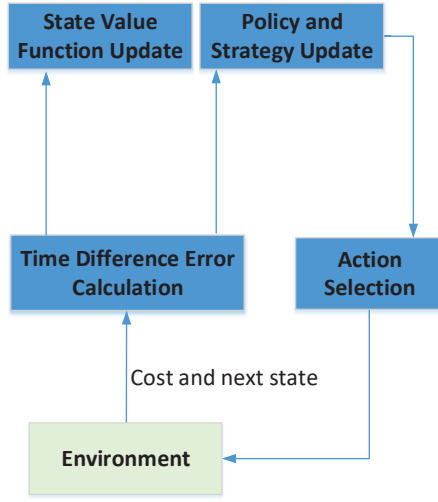 State Value
Function Update
Policy and
Strategy Update
Time Difference Error
Calculation
Action
Selection
Cost and next state
Environment